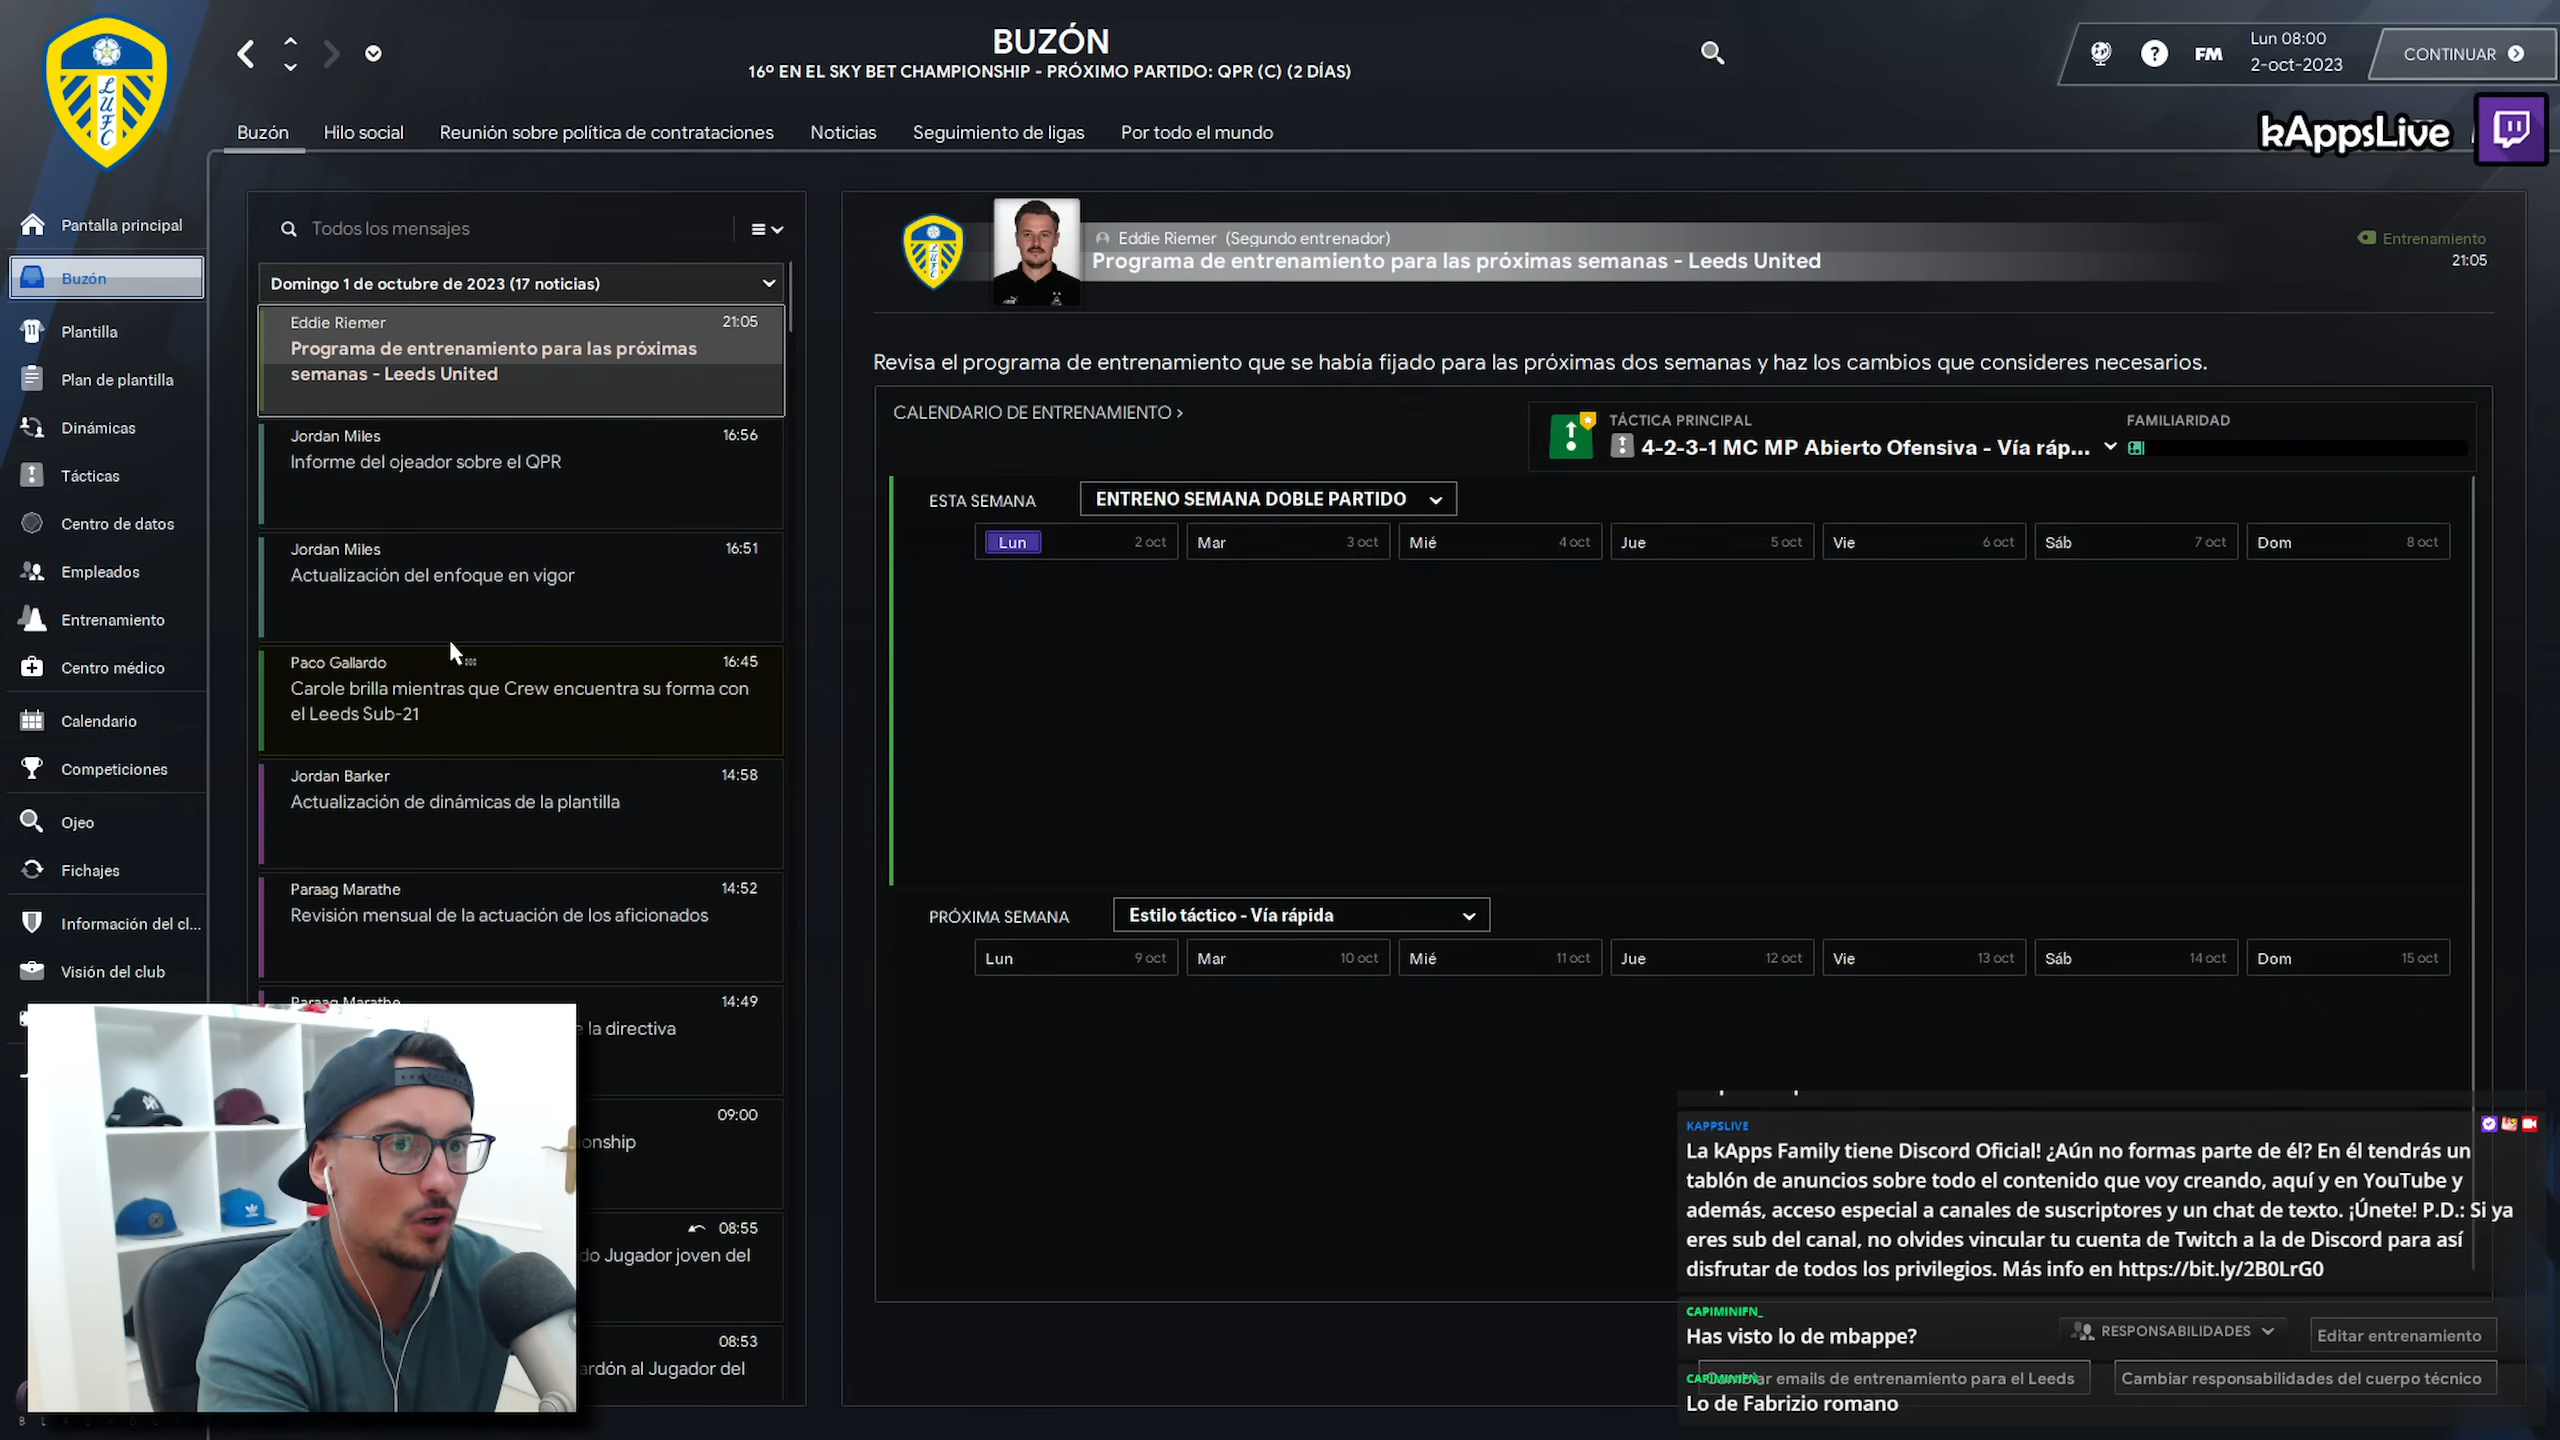 BUZÓN
16º EN EL SKY BET CHAMPIONSHIP - PRÓXIMO PARTIDO: QPR (C) (2 DÍAS)
FM
Lun 08:00
2-oct-2023
CONTINUAR
LUFC
Buzón
Hilo social
Reunión sobre política de contrataciones
Noticias
Seguimiento de ligas
Por todo el mundo
kAppsLive
Pantalla principal
Buzón
Plantilla
Plan de plantilla
Dinámicas
Tácticas
Centro de datos
Empleados
Entrenamiento
Centro médico
Calendario
Competiciones
Ojeo
Fichajes
Información del cl...
Visión del club
Todos los mensajes
Domingo 1 de octubre de 2023 (17 noticias)
Eddie Riemer 21:05
Programa de entrenamiento para las próximas
semanas - Leeds United
Jordan Miles 16:56
Informe del ojeador sobre el QPR
Jordan Miles 16:51
Actualización del enfoque en vigor
Paco Gallardo 16:45
Carole brilla mientras que Crew encuentra su forma con
el Leeds Sub-21
Jordan Barker 14:58
Actualización de dinámicas de la plantilla
Paraag Marathe 14:52
Revisión mensual de la actuación de los aficionados
Paraag Marathe 14:49
la directiva
09:00
onship
08:55
do Jugador joven del
08:53
ardón al Jugador del
Eddie Riemer (Segundo entrenador)
Programa de entrenamiento para las próximas semanas - Leeds United
Entrenamiento
21:05
Revisa el programa de entrenamiento que se había fijado para las próximas dos semanas y haz los cambios que consideres necesarios.
CALENDARIO DE ENTRENAMIENTO >
TÁCTICA PRINCIPAL
4-2-3-1 MC MP Abierto Ofensiva - Vía ráp...
FAMILIARIDAD
ESTA SEMANA
ENTRENO SEMANA DOBLE PARTIDO
Lun 2 oct
Mar 3 oct
Mié 4 oct
Jue 5 oct
Vie 6 oct
Sáb 7 oct
Dom 8 oct
PRÓXIMA SEMANA
Estilo táctico - Vía rápida
Lun 9 oct
Mar 10 oct
Mié 11 oct
Jue 12 oct
Vie 13 oct
Sáb 14 oct
Dom 15 oct
KAPPSLIVE
La kApps Family tiene Discord Oficial! ¿Aún no formas parte de él? En él tendrás un
tablón de anuncios sobre todo el contenido que voy creando, aquí y en YouTube y
además, acceso especial a canales de suscriptores y un chat de texto. ¡Únete! P.D.: Si ya
eres sub del canal, no olvides vincular tu cuenta de Twitch a la de Discord para así
disfrutar de todos los privilegios. Más info en https://bit.ly/2B0LrG0
CAPIMINIFN_
Has visto lo de mbappe?
RESPONSABILIDADES
Editar entrenamiento
emails de entrenamiento para el Leeds
Cambiar responsabilidades del cuerpo técnico
Lo de Fabrizio romano